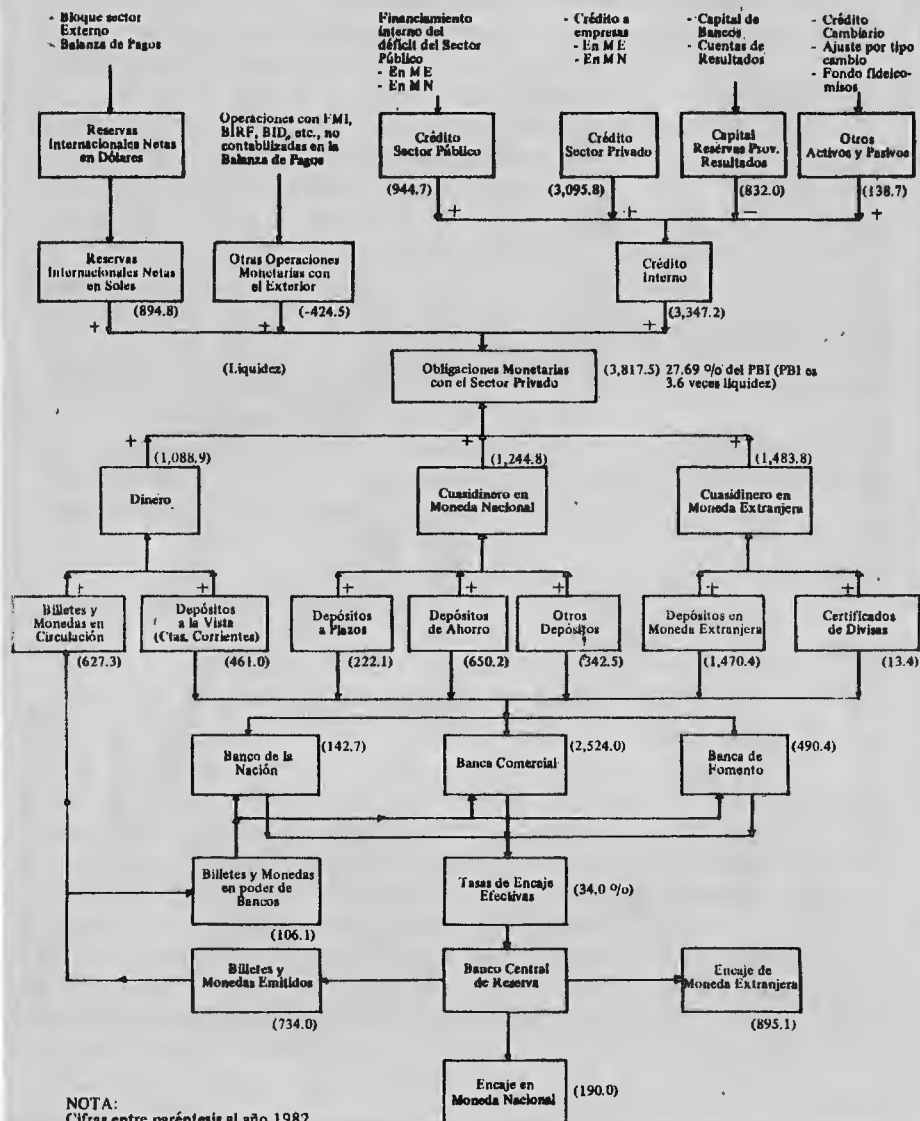 - Bloque sector
Externo
- Balanza de Pagos
Financiamiento
interno del
déficit del Sector
Público
- En M E
- En M N
- Crédito a
empresas
- En M E
- En M N
- Capital de
Bancos
- Cuentas de
Resultados
- Crédito
Cambiario
- Ajuste por tipo
cambio
- Fondo fideico-
misos
Reservas
Internacionales Netas
en Dólares
Operaciones con FMI,
BIRF, BID, etc., no
contabilizadas en la
Balanza de Pagos
Crédito
Sector Público
(944.7)
+
Crédito
Sector Privado
(3,095.8)
+
Capital
Resérvas Prov.
Resultados
(832.0)
−
Otros
Activos y Pasivos
(138.7)
+
Reservas
Internacionales Netas
en Soles
(894.8)
+
Otras Operaciones
Monetarias con
el Exterior
(-424.5)
+
Crédito
Interno
(3,347.2)
+
(Liquidez)
Obligaciones Monetarias
con el Sector Privado
(3,817.5) 27.69 % del PBI (PBI es
3.6 veces liquidez)
+
(1,088.9)
Dinero
+
(1,244.8)
Cuasidinero en
Moneda Nacional
+
(1,483.8)
Cuasidinero en
Moneda Extranjera
+
Billetes y
Monedas en
Circulación
(627.3)
+
Depósitos
a la Vista
(Ctas. Corrientes)
(461.0)
+
Depósitos
a Plazos
(222.1)
+
Depósitos
de Ahorro
(650.2)
+
Otros
Depósitos
(342.5)
+
Depósitos en
Moneda Extranjera
(1,470.4)
+
Certificados
de Divisas
(13.4)
Banco de la
Nación
(142.7)
Banca Comercial
(2,524.0)
Banca de
Fomento
(490.4)
Billetes y Monedas
en poder de
Bancos
(106.1)
Tasas de Encaje
Efectivas
(34,0 %)
Billetes y
Monedas Emitidos
(734.0)
Banco Central
de Reserva
Encaje de
Moneda Extranjera
(895.1)
Encaje en
Moneda Nacional
(190.0)
NOTA:
Cifras entre paréntesis al año 1982